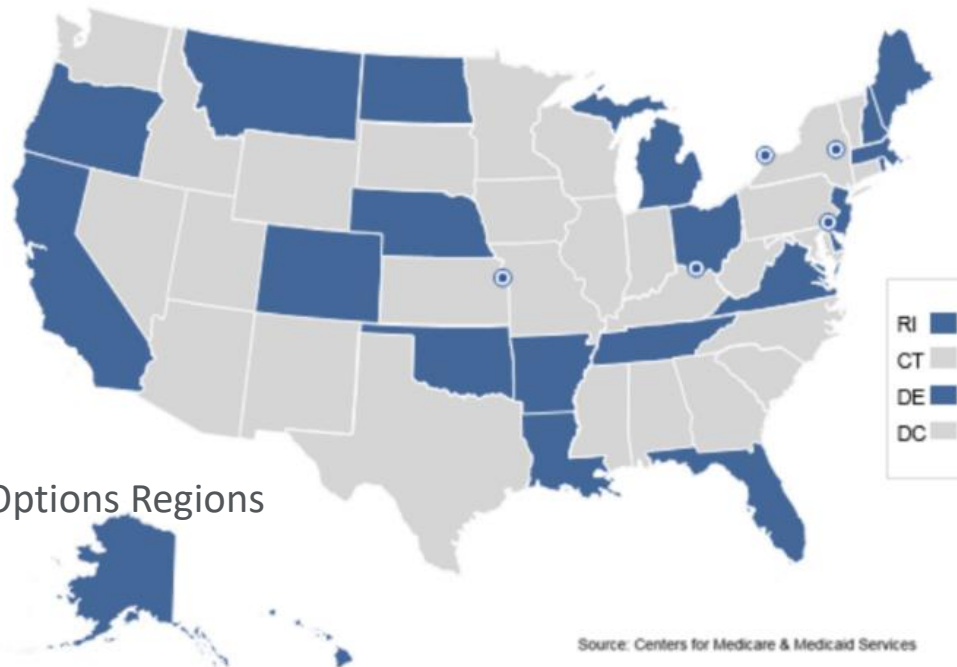 RI
CT
DE
DC
Options Regions
Source: Centers for Medicare & Medicaid Services